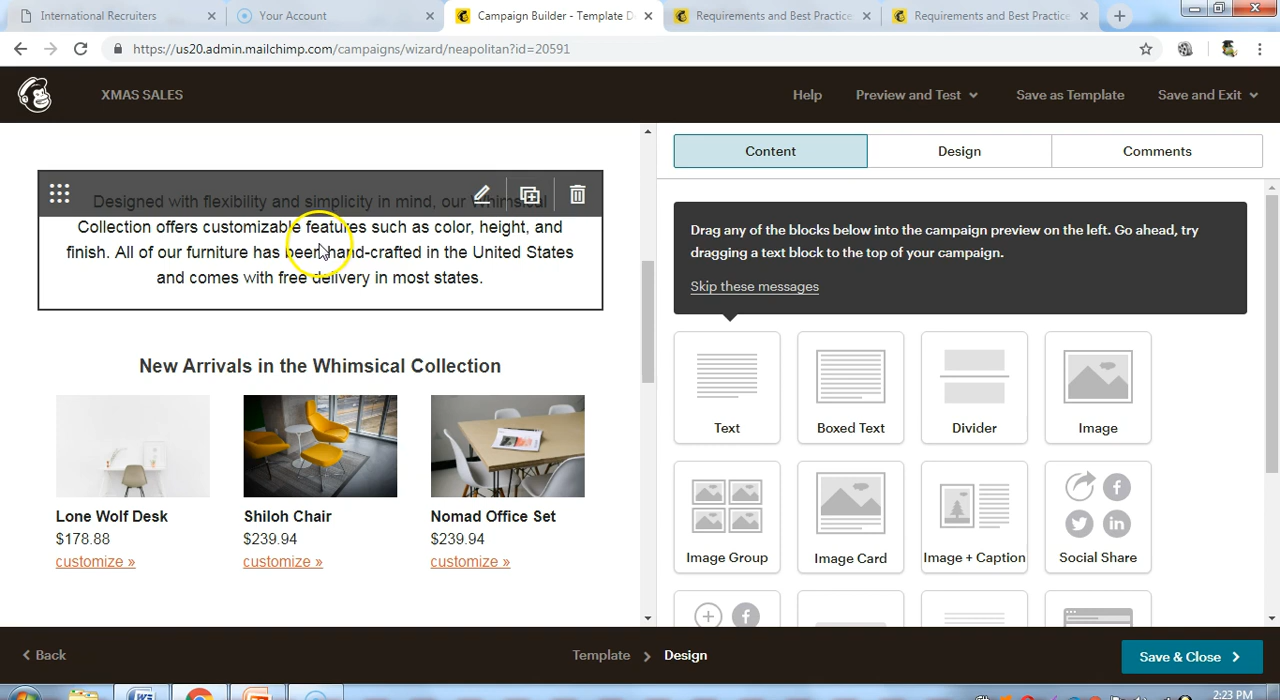 International Recruiters
Your Account
Campaign Builder - Template D
Requirements and Best Practice
Requirements and Best Practice
https://us20.admin.mailchimp.com/campaigns/wizard/neapolitan?id=20591
XMAS SALES
Help
Preview and Test
Save as Template
Save and Exit
Designed with flexibility and simplicity in mind, our Whimsical
Collection offers customizable features such as color, height, and
finish. All of our furniture has been hand-crafted in the United States
and comes with free delivery in most states.
New Arrivals in the Whimsical Collection
Lone Wolf Desk
$178.88
customize »
Shiloh Chair
$239.94
customize »
Nomad Office Set
$239.94
customize »
Content
Design
Comments
Drag any of the blocks below into the campaign preview on the left. Go ahead, try
dragging a text block to the top of your campaign.
Skip these messages
Text
Boxed Text
Divider
Image
Image Group
Image Card
Image + Caption
Social Share
Back
Template
Design
Save & Close
2:23 PM